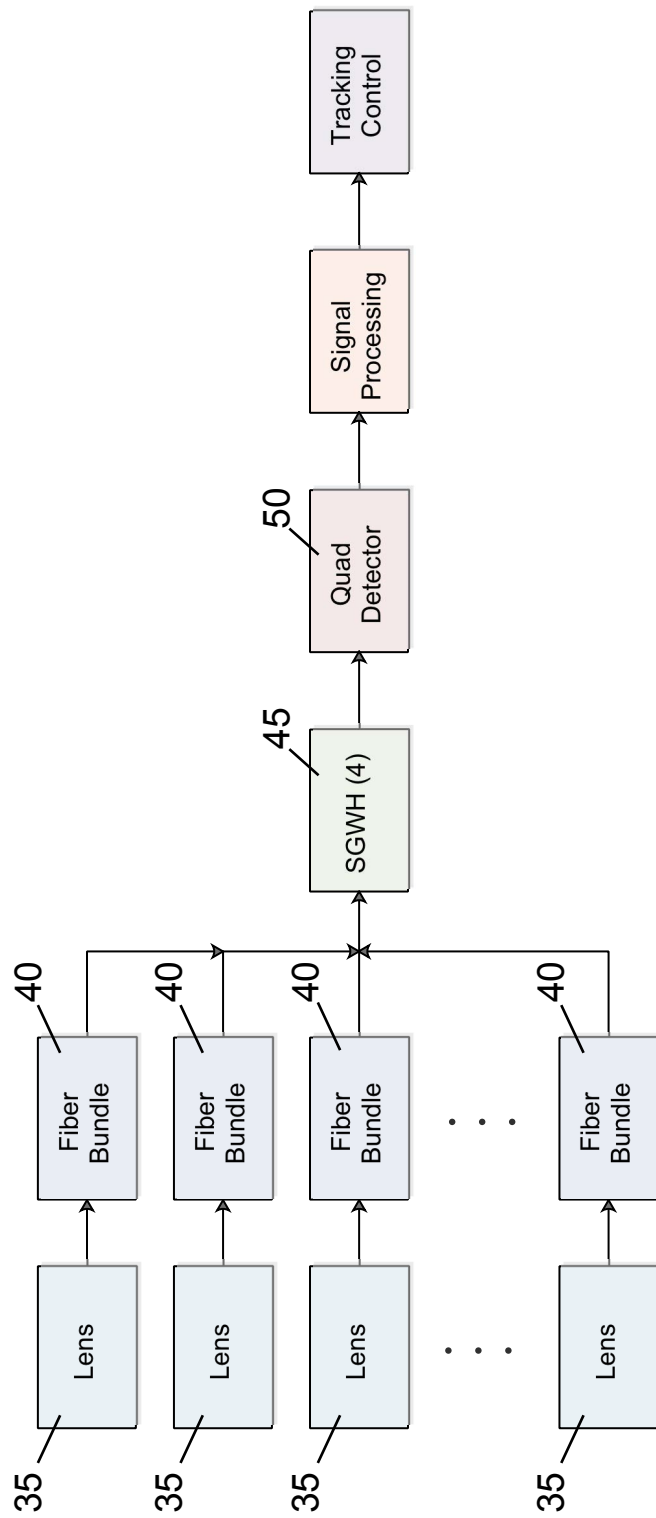 35
Lens
40
Fiber
Bundle
35
Lens
40
Fiber
Bundle
35
Lens
40
Fiber
Bundle
35
Lens
40
Fiber
Bundle
45
SGWH (4)
50
Quad
Detector
Signal
Processing
Tracking
Control